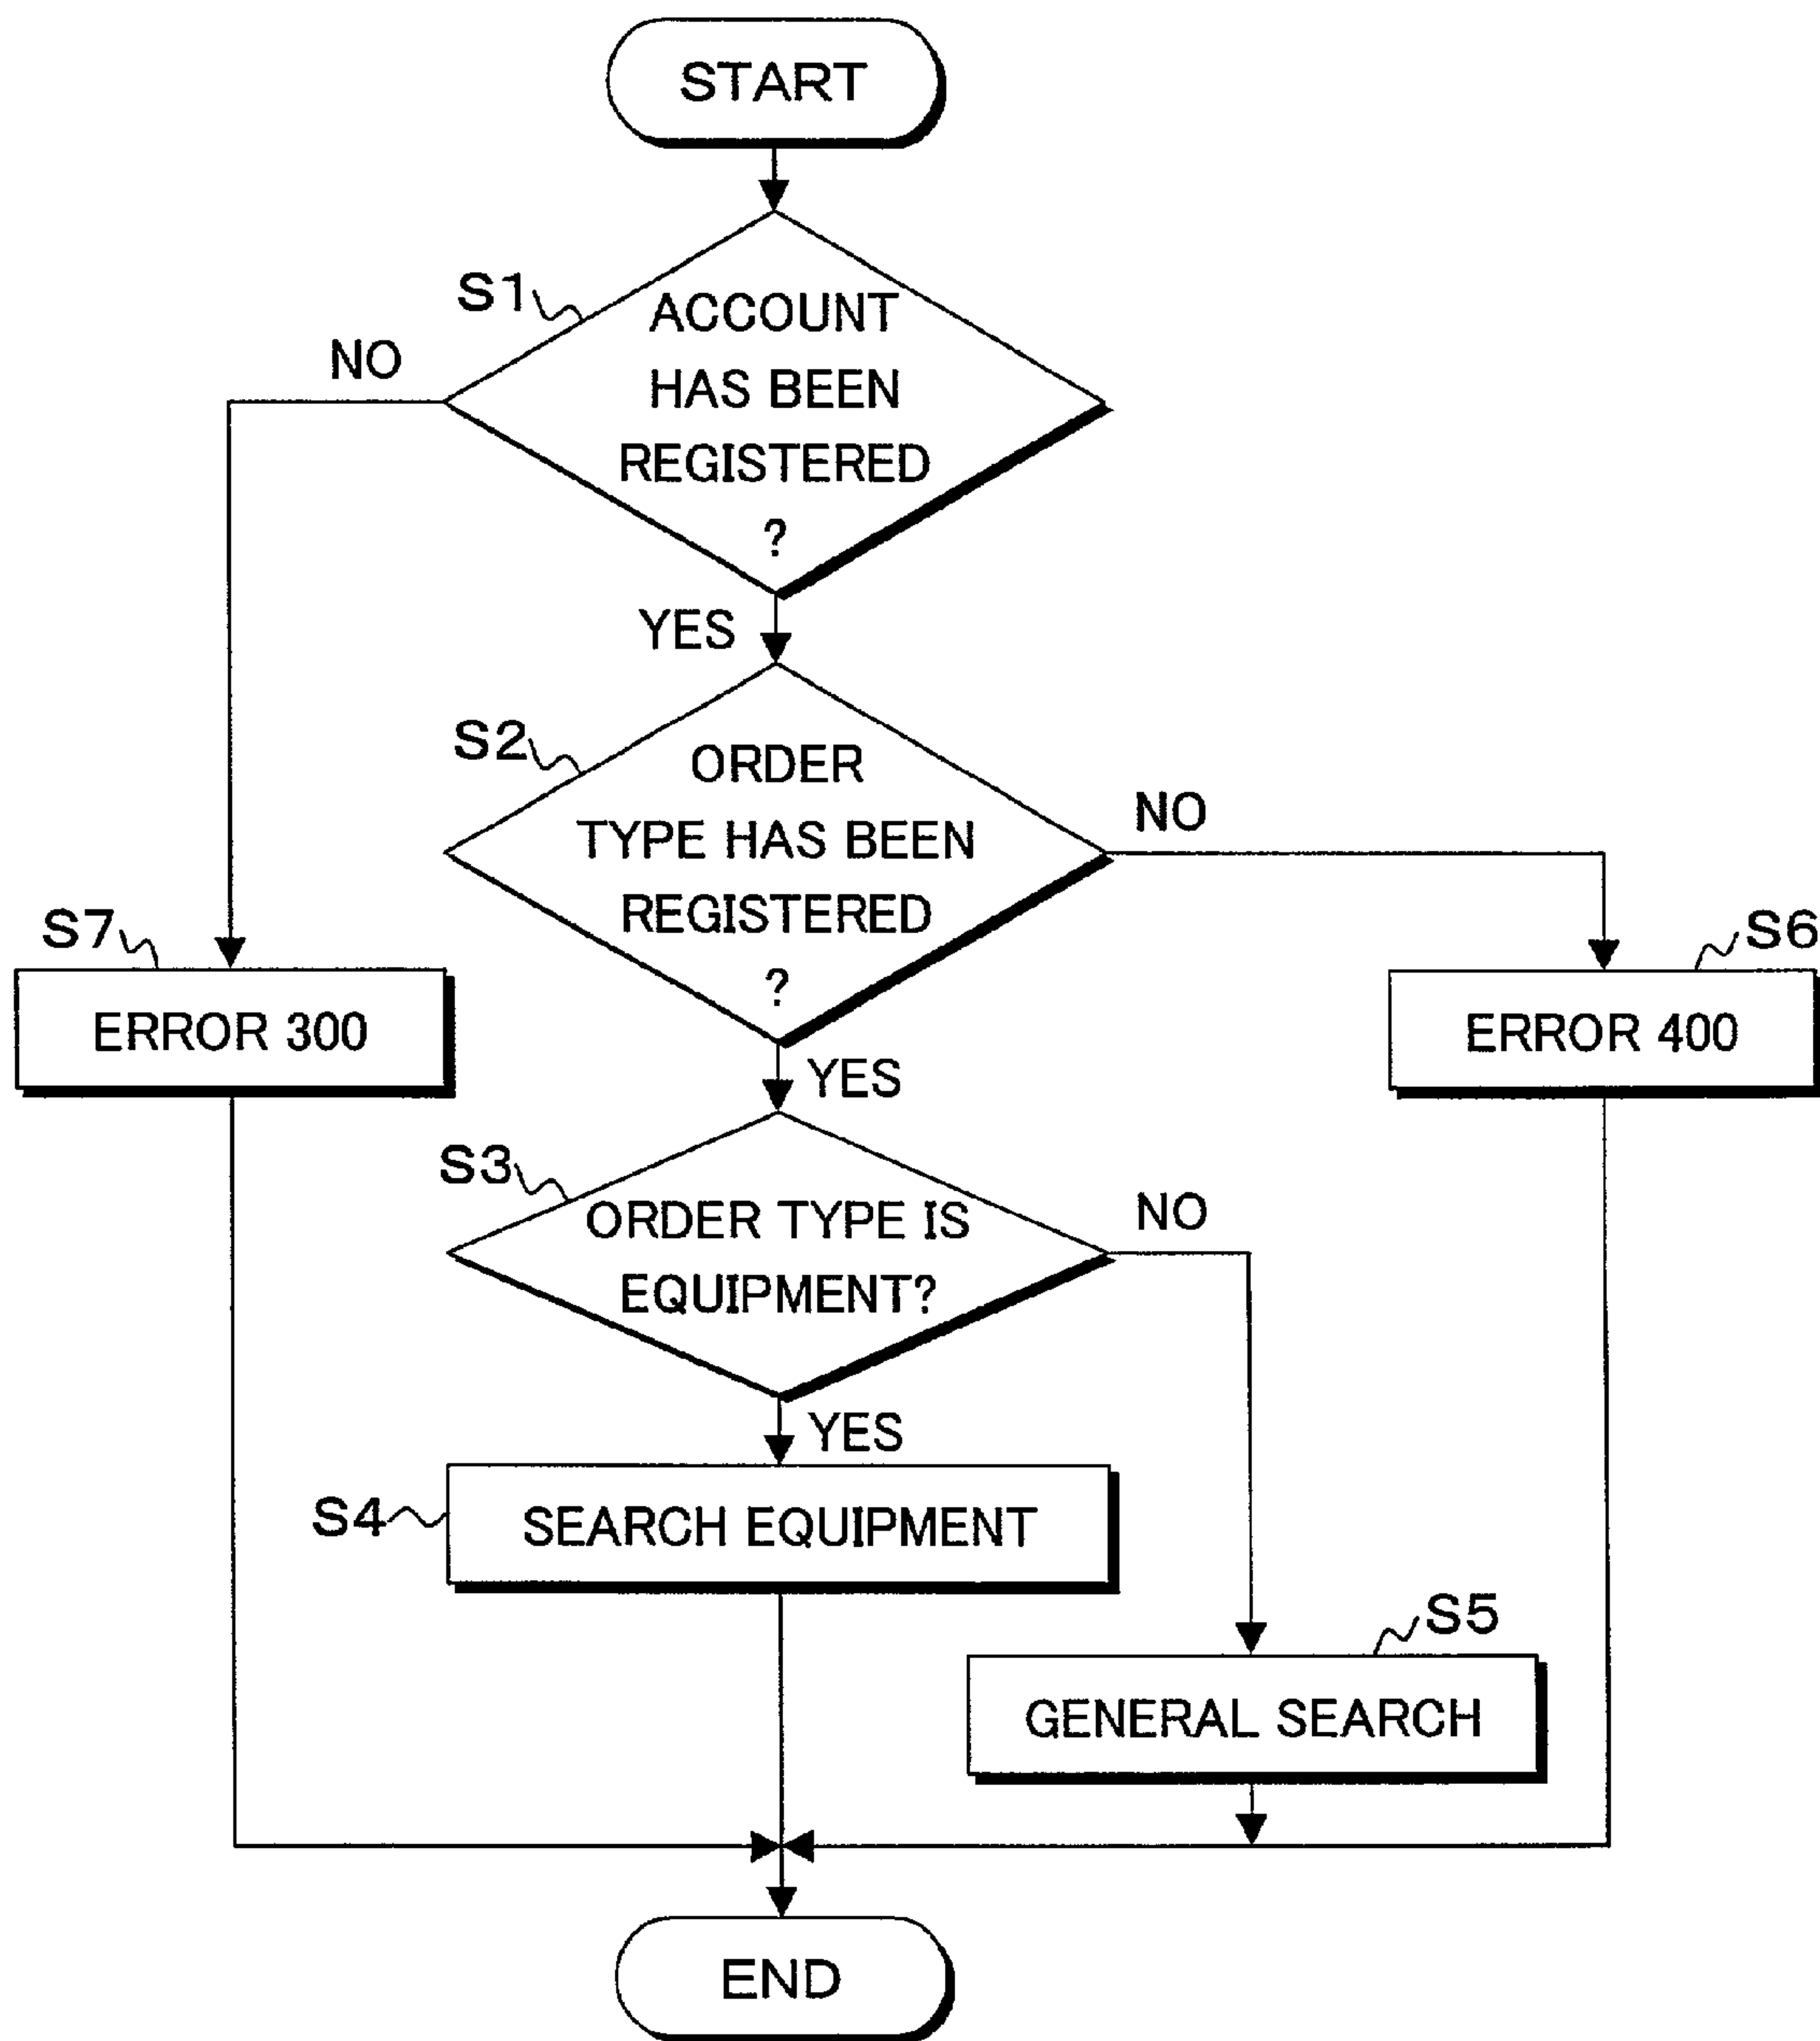 START
S1
ACCOUNT
HAS BEEN
REGISTERED
?
NO
YES
S2
ORDER
TYPE HAS BEEN
REGISTERED
?
NO
S7
ERROR 300
S6
ERROR 400
YES
S3
ORDER TYPE IS
EQUIPMENT?
NO
YES
S4
SEARCH EQUIPMENT
S5
GENERAL SEARCH
END